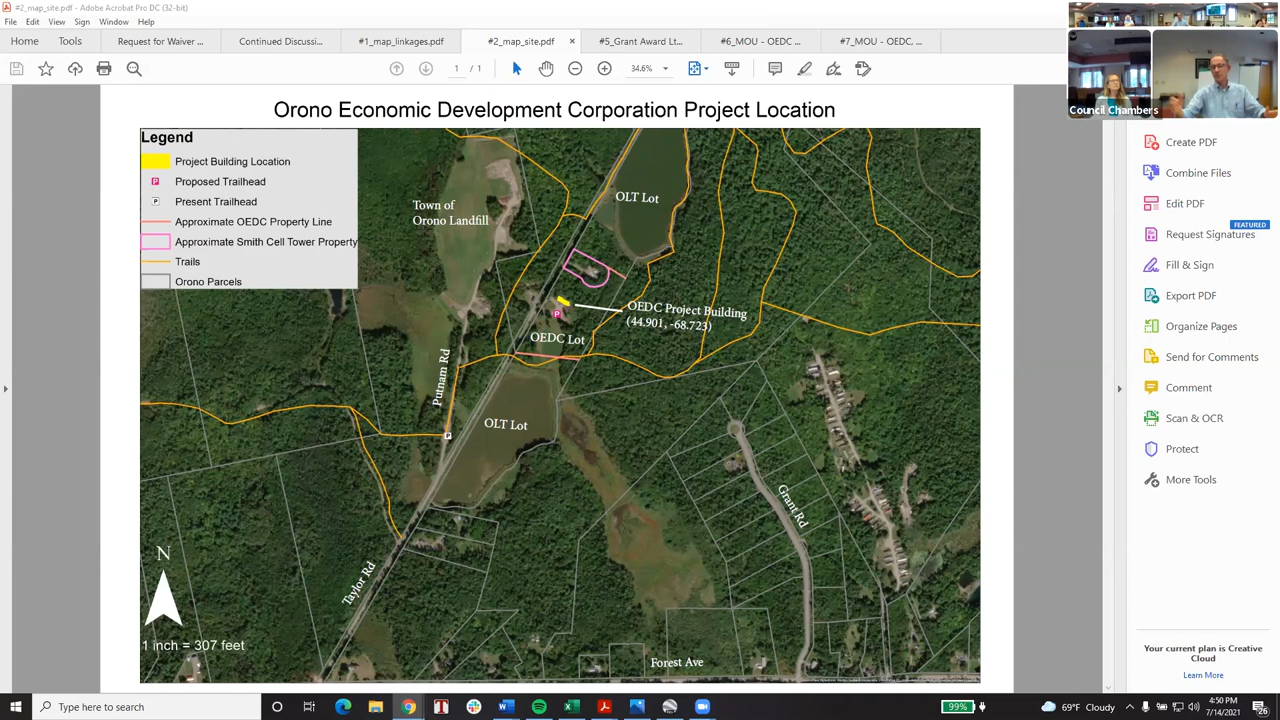 #2_map_site.pdf - Adobe Acrobat Pro DC (32-bit)
File Edit View Sign Window Help
Home Tools Request for Waiver ... Continued Discussi... #1_map_linkages.pdf #2_map_site.pdf × #5_Grant Award Lt... #6_MOU - OEDC ... #7_MOU - OEDC, ...
1 / 1 34.6%
Council Chambers
Orono Economic Development Corporation Project Location
Legend
Project Building Location
P Proposed Trailhead
P Present Trailhead
Approximate OEDC Property Line
Approximate Smith Cell Tower Property
Trails
Orono Parcels
Town of
Orono Landfill
OLT Lot
OEDC Project Building
(44.901, -68.723)
P
OEDC Lot
Putnam Rd
OLT Lot
P
Grant Rd
Taylor Rd
Forest Ave
N
1 inch = 307 feet
Create PDF
Combine Files
Edit PDF
FEATURED
Request Signatures
Fill & Sign
Export PDF
Organize Pages
Send for Comments
Comment
Scan & OCR
Protect
More Tools
Your current plan is Creative
Cloud
Learn More
Type here to search
99%
69°F Cloudy
4:50 PM
7/14/2021
26